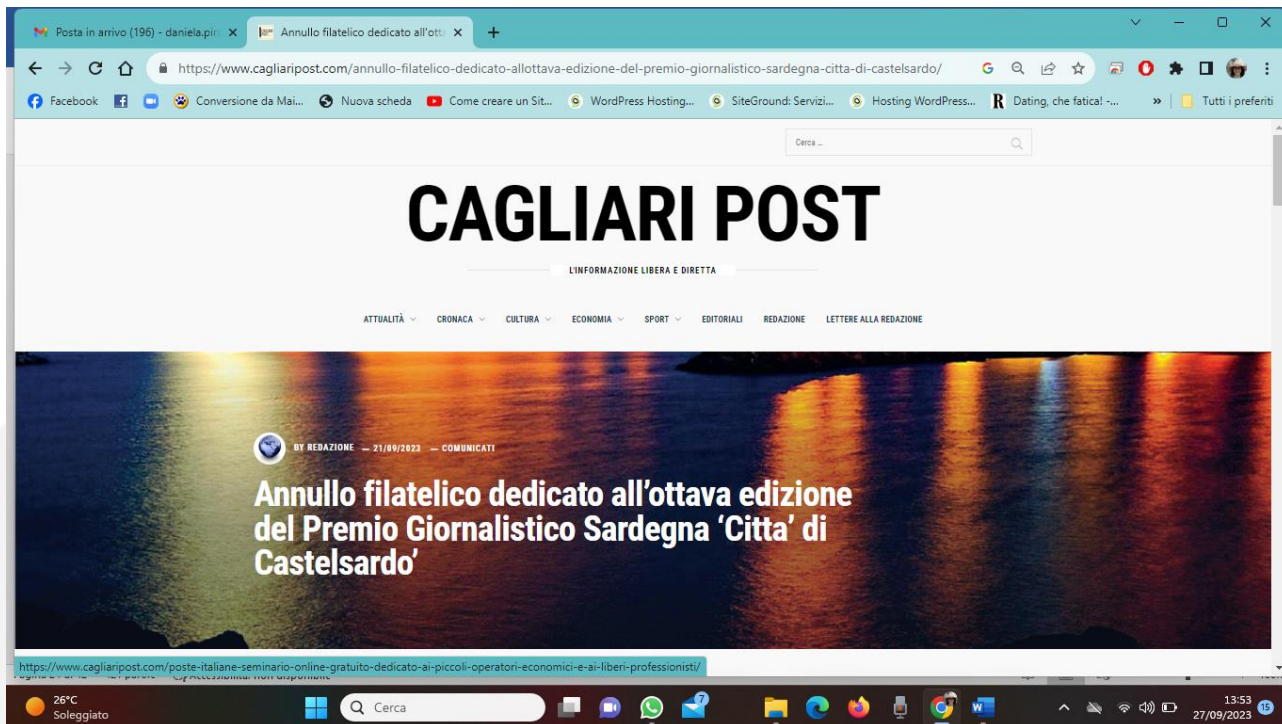 Posta in arrivo (196) - daniela.pir
Annullo filatelico dedicato all'ott
https://www.cagliaripost.com/annullo-filatelico-dedicato-allottava-edizione-del-premio-giornalistico-sardegna-citta-di-castelsardo/
Facebook
Conversione da Mai...
Nuova scheda
Come creare un Sit...
WordPress Hosting...
SiteGround: Servizi...
Hosting WordPress...
Dating, che fatica! -...
»
Tutti i preferiti
Cerca ...
CAGLIARI POST
L'INFORMAZIONE LIBERA E DIRETTA
ATTUALITÀ CRONACA CULTURA ECONOMIA SPORT EDITORIALI REDAZIONE LETTERE ALLA REDAZIONE
BY REDAZIONE — 21/09/2023 — COMUNICATI
Annullo filatelico dedicato all'ottava edizione
del Premio Giornalistico Sardegna 'Citta' di
Castelsardo'
https://www.cagliaripost.com/poste-italiane-seminario-online-gratuito-dedicato-ai-piccoli-operatori-economici-e-ai-liberi-professionisti/
26°C
Soleggiato
Cerca
7
13:53
27/09/2023
15